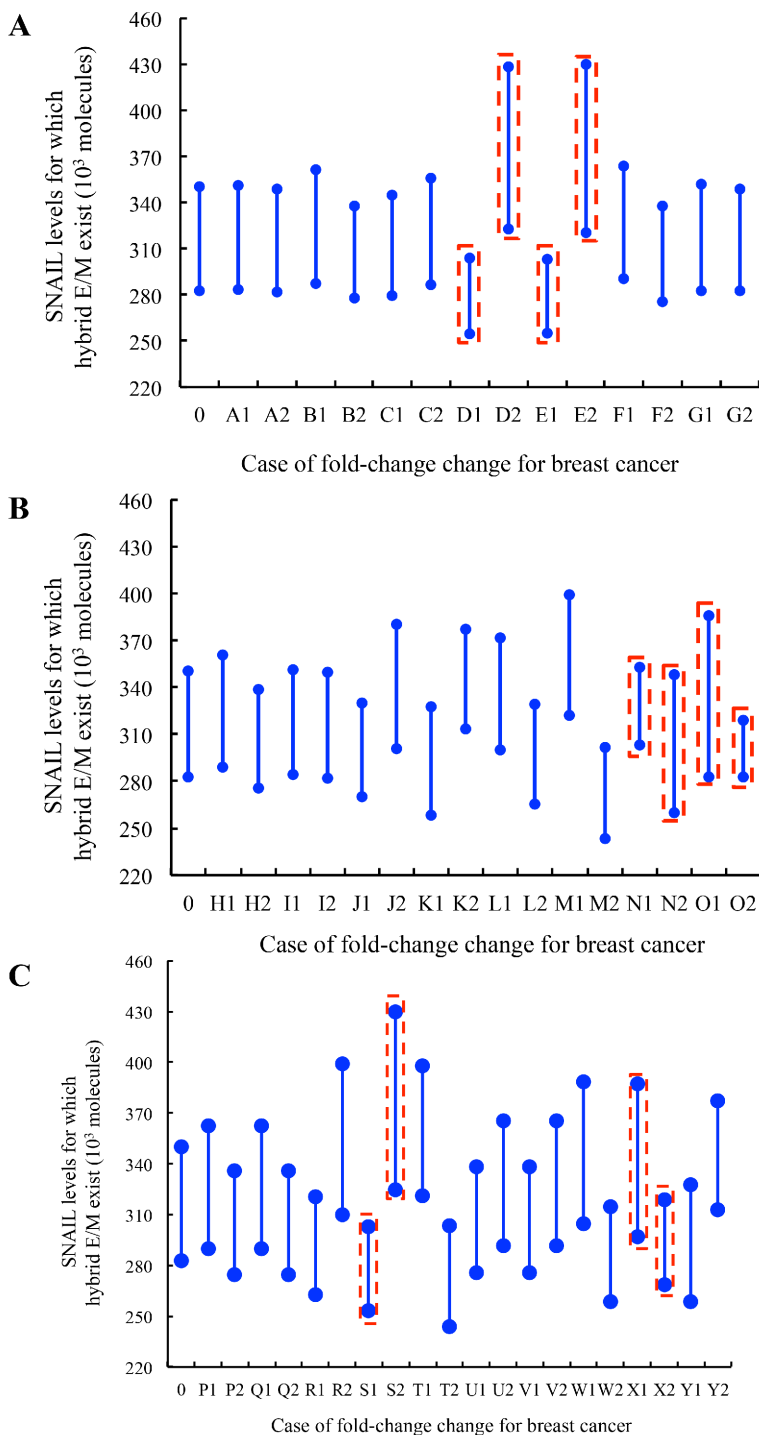 A
SNAIL levels for which
hybrid E/M exist (10³ molecules)
460
430
400
370
340
310
280
250
220
0 A1 A2 B1 B2 C1 C2 D1 D2 E1 E2 F1 F2 G1 G2
Case of fold-change change for breast cancer
B
SNAIL levels for which
hybrid E/M exist (10³ molecules)
460
430
400
370
340
310
280
250
220
0 H1 H2 I1 I2 J1 J2 K1 K2 L1 L2 M1 M2 N1 N2 O1 O2
Case of fold-change change for breast cancer
C
SNAIL levels for which
hybrid E/M exist (10³ molecules)
460
430
400
370
340
310
280
250
220
0 P1 P2 Q1 Q2 R1 R2 S1 S2 T1 T2 U1 U2 V1 V2 W1 W2 X1 X2 Y1 Y2
Case of fold-change change for breast cancer